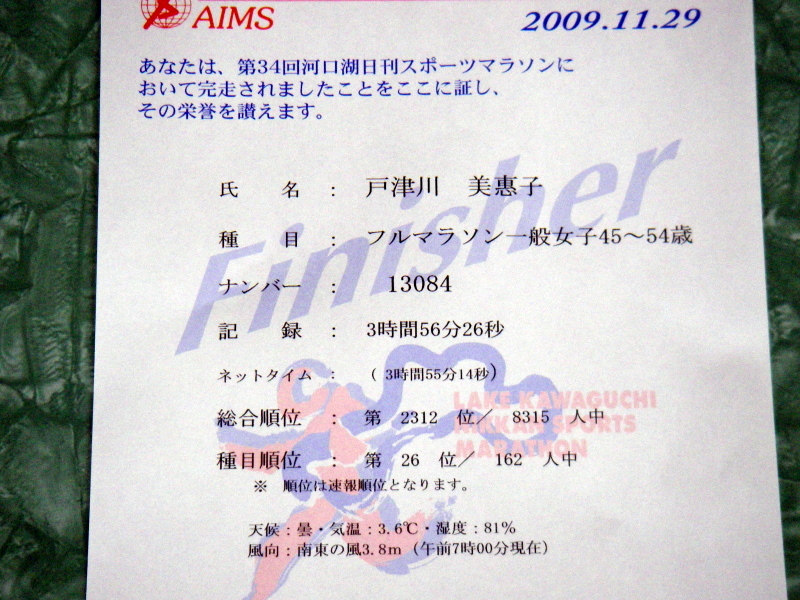 AIMS
2009.11.29
あなたは、第34回河口湖日刊スポーツマラソンに
おいて完走されましたことをここに証し、
その栄誉を讃えます。
Finisher
氏　名　：　戸津川　美惠子
種　目　：　フルマラソン一般女子45～54歳
ナンバー　：　13084
記　録　：　3時間56分26秒
ネットタイム　：　（ 3時間55分14秒）
総合順位　：　第　2312　位／　8315　人中
種目順位　：　第　26　位／　162　人中
※　順位は速報順位となります。
LAKE KAWAGUCHI
NIKKAN SPORTS
MARATHON
天候：曇・気温：3.6℃・湿度：81％
風向：南東の風3.8m（午前7時00分現在）